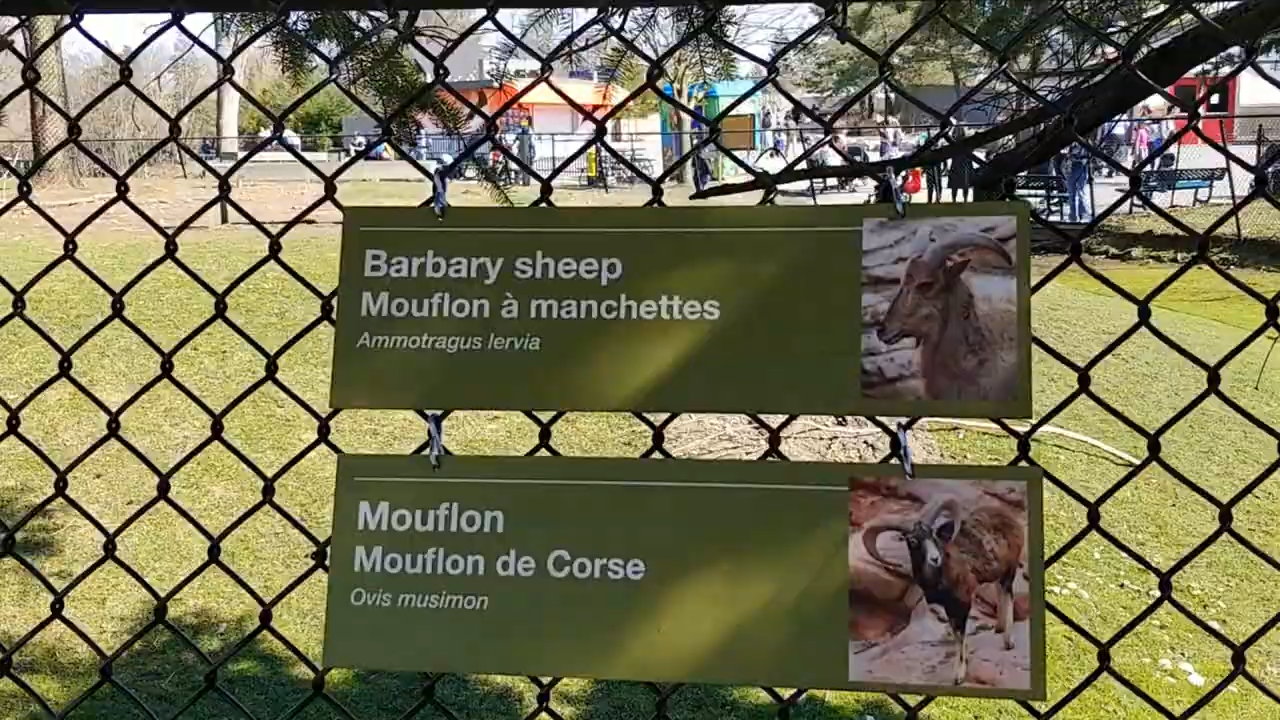 Barbary sheep
Mouflon à manchettes
Ammotragus lervia
Mouflon
Mouflon de Corse
Ovis musimon